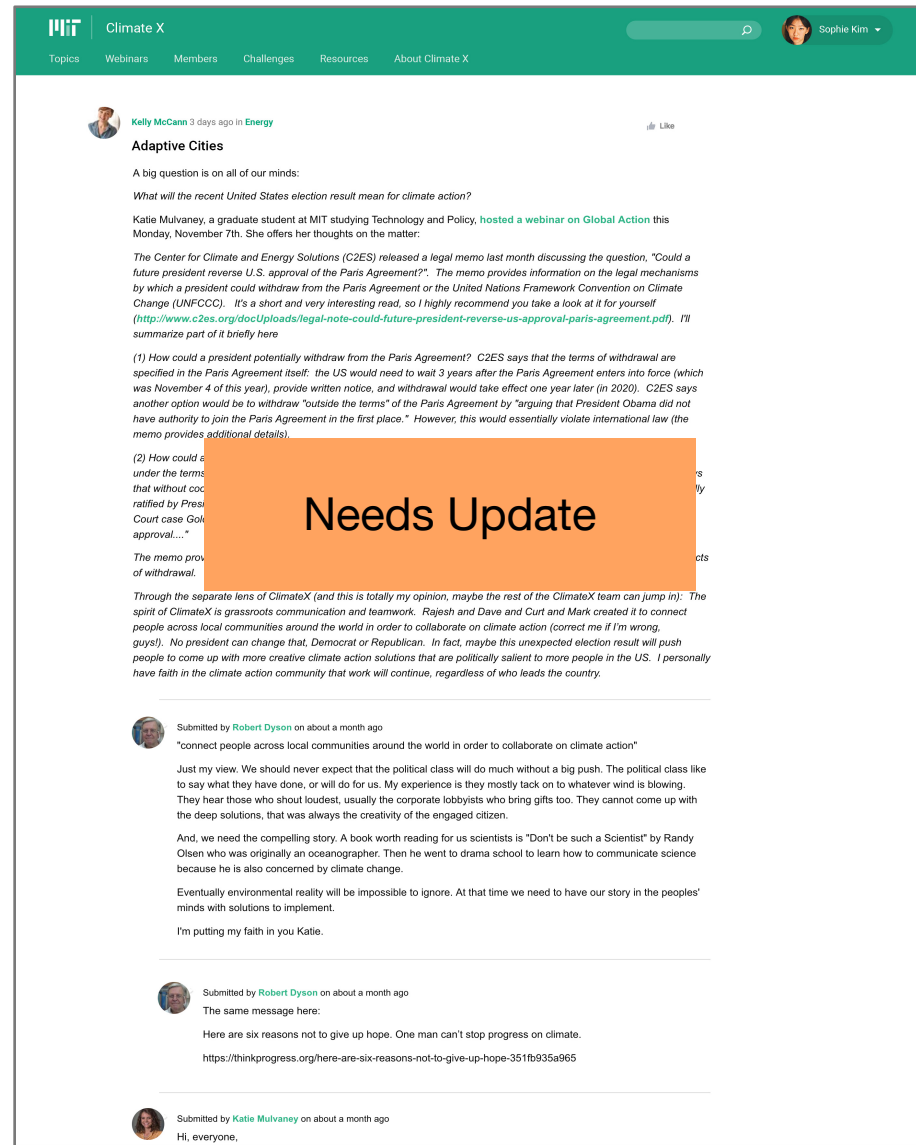 MIT
Climate X
Sophie Kim
Topics
Webinars
Members
Challenges
Resources
About Climate X
Kelly McCann 3 days ago in Energy
Like
Adaptive Cities
A big question is on all of our minds:
What will the recent United States election result mean for climate action?
Katie Mulvaney, a graduate student at MIT studying Technology and Policy, hosted a webinar on Global Action this
Monday, November 7th. She offers her thoughts on the matter:
The Center for Climate and Energy Solutions (C2ES) released a legal memo last month discussing the question, "Could a
future president reverse U.S. approval of the Paris Agreement?". The memo provides information on the legal mechanisms
by which a president could withdraw from the Paris Agreement or the United Nations Framework Convention on Climate
Change (UNFCCC). It's a short and very interesting read, so I highly recommend you take a look at it for yourself
(http://www.c2es.org/docUploads/legal-note-could-future-president-reverse-us-approval-paris-agreement.pdf). I'll
summarize part of it briefly here
(1) How could a president potentially withdraw from the Paris Agreement? C2ES says that the terms of withdrawal are
specified in the Paris Agreement itself: the US would need to wait 3 years after the Paris Agreement enters into force (which
was November 4 of this year), provide written notice, and withdrawal would take effect one year later (in 2020). C2ES says
another option would be to withdraw "outside the terms" of the Paris Agreement by "arguing that President Obama did not
have authority to join the Paris Agreement in the first place." However, this would essentially violate international law (the
memo provides additional details).
(2) How could a
under the terms
that without
ratified by
Court case
approval...."
Needs Update
The memo
of withdrawal.
Through the separate lens of ClimateX (and this is totally my opinion, maybe the rest of the ClimateX team can jump in): The
spirit of ClimateX is grassroots communication and teamwork. Rajesh and Dave and Curt and Mark created it to connect
people across local communities around the world in order to collaborate on climate action (correct me if I'm wrong,
guys!). No president can change that, Democrat or Republican. In fact, maybe this unexpected election result will push
people to come up with more creative climate action solutions that are politically salient to more people in the US. I personally
have faith in the climate action community that work will continue, regardless of who leads the country.
Submitted by Robert Dyson on about a month ago
"connect people across local communities around the world in order to collaborate on climate action"
Just my view. We should never expect that the political class will do much without a big push. The political class like
to say what they have done, or will do for us. My experience is they mostly tack on to whatever wind is blowing.
They hear those who shout loudest, usually the corporate lobbyists who bring gifts too. They cannot come up with
the deep solutions, that was always the creativity of the engaged citizen.
And, we need the compelling story. A book worth reading for us scientists is "Don't be such a Scientist" by Randy
Olsen who was originally an oceanographer. Then he went to drama school to learn how to communicate science
because he is also concerned by climate change.
Eventually environmental reality will be impossible to ignore. At that time we need to have our story in the peoples'
minds with solutions to implement.
I'm putting my faith in you Katie.
Submitted by Robert Dyson on about a month ago
The same message here:
Here are six reasons not to give up hope. One man can't stop progress on climate.
https://thinkprogress.org/here-are-six-reasons-not-to-give-up-hope-351fb935a965
Submitted by Katie Mulvaney on about a month ago
Hi, everyone,